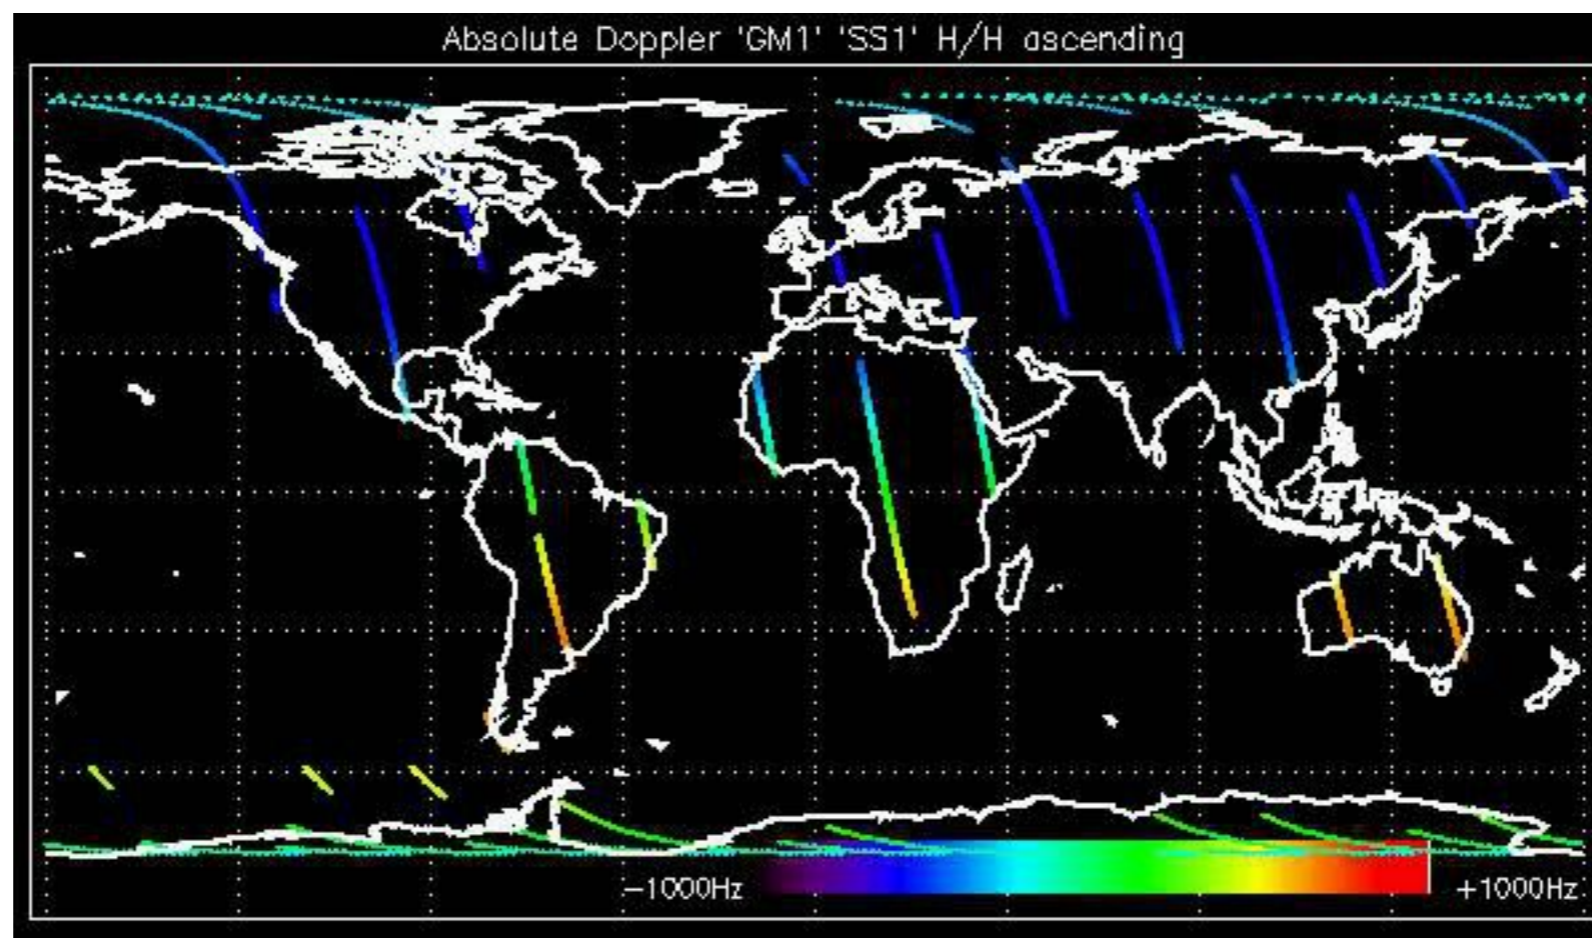 Absolute Doppler 'GM1' 'SS1' H/H ascending
-1000Hz
+1000Hz